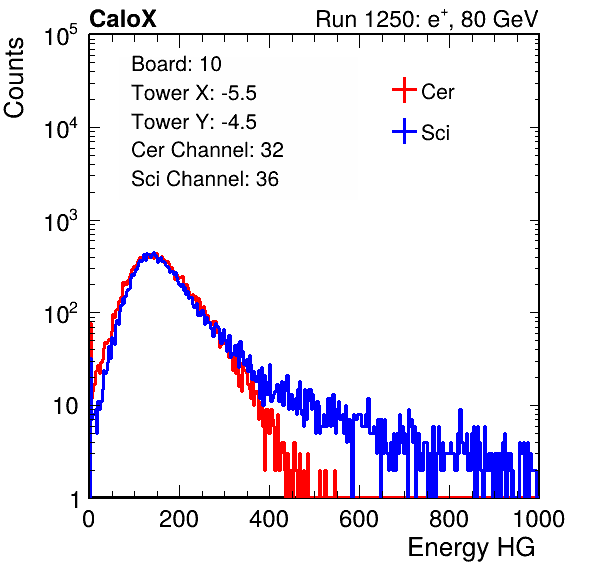 CaloX Run 1250: e⁺, 80 GeV
Counts
10⁵
10⁴
10³
10²
10
1
Board: 10
Tower X: -5.5
Tower Y: -4.5
Cer Channel: 32
Sci Channel: 36
Cer
Sci
0 200 400 600 800 1000
Energy HG